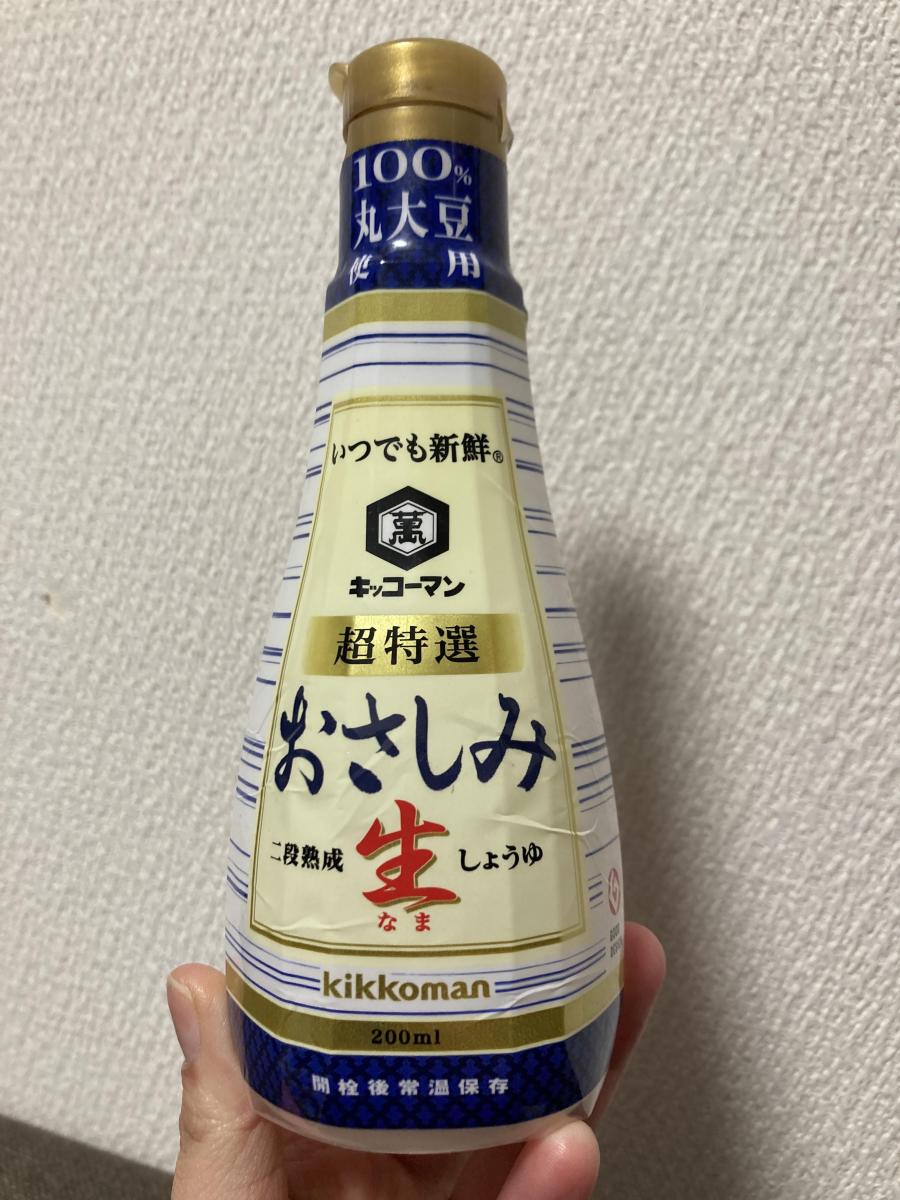 100%
丸大豆
使用
いつでも新鮮®
萬
キッコーマン
超特選
おさしみ
二段熟成 生 しょうゆ
なま
kikkoman
200ml
開栓後常温保存